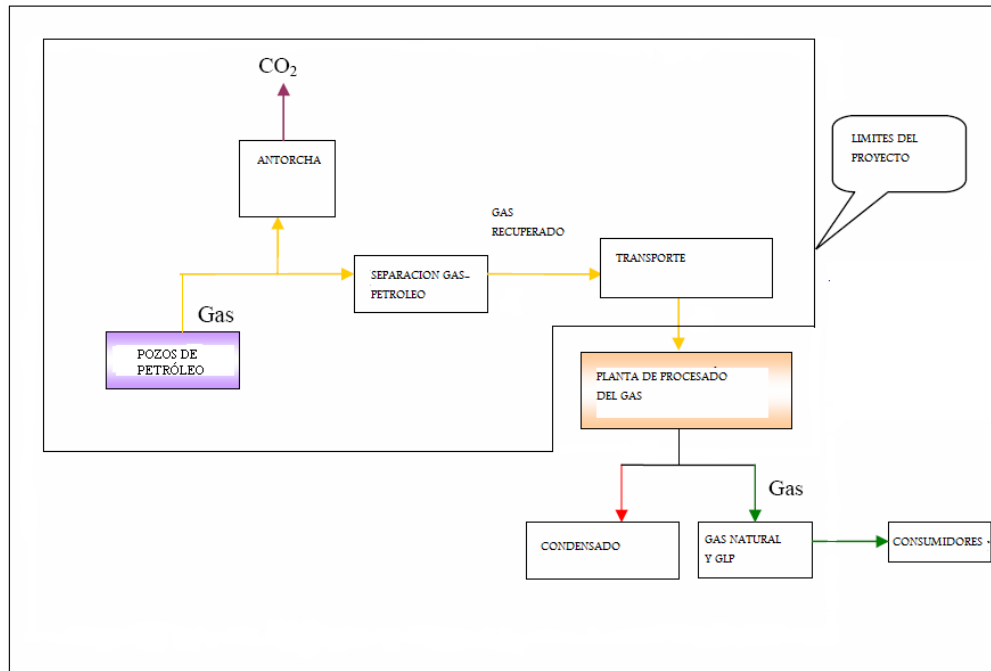 CO₂
ANTORCHA
LIMITES DEL
PROYECTO
GAS
RECUPERADO
SEPARACION GAS-
PETROLEO
TRANSPORTE
Gas
POZOS DE
PETRÓLEO
PLANTA DE PROCESADO
DEL GAS
Gas
CONDENSADO
GAS NATURAL
Y GLP
CONSUMIDORES